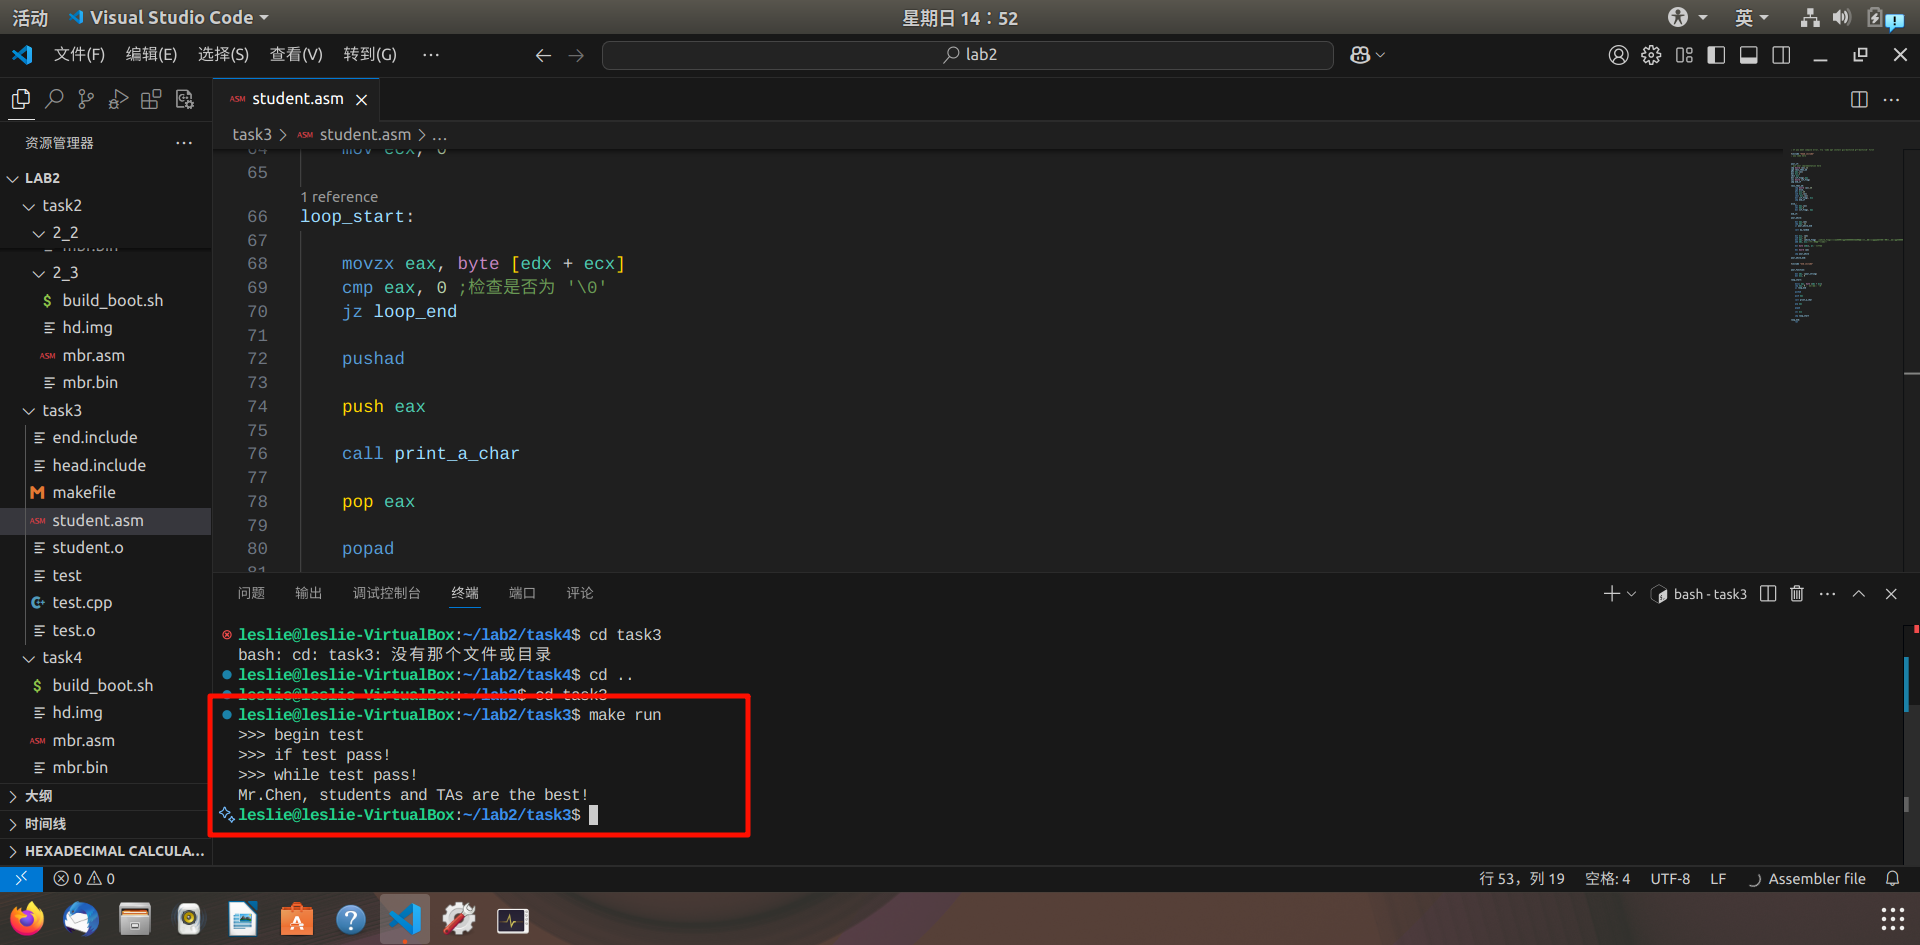 活动
Visual Studio Code
星期日 14：52
英
文件(F)
编辑(E)
选择(S)
查看(V)
转到(G)
lab2
student.asm
资源管理器
task3 > student.asm > ...
LAB2
task2
2_2
mbr.bin
2_3
build_boot.sh
hd.img
mbr.asm
mbr.bin
task3
end.include
head.include
makefile
student.asm
student.o
test
test.cpp
test.o
task4
build_boot.sh
hd.img
mbr.asm
mbr.bin
大纲
时间线
HEXADECIMAL CALCULA...
64 mov ecx, 0
65
1 reference
66 loop_start:
67
68 movzx eax, byte [edx + ecx]
69 cmp eax, 0 ;检查是否为 '\0'
70 jz loop_end
71
72 pushad
73
74 push eax
75
76 call print_a_char
77
78 pop eax
79
80 popad
81
问题
输出
调试控制台
终端
端口
评论
bash - task3
leslie@leslie-VirtualBox:~/lab2/task4$ cd task3
bash: cd: task3: 没有那个文件或目录
leslie@leslie-VirtualBox:~/lab2/task4$ cd ..
leslie@leslie-VirtualBox:~/lab2$ cd task3
leslie@leslie-VirtualBox:~/lab2/task3$ make run
>>> begin test
>>> if test pass!
>>> while test pass!
Mr.Chen, students and TAs are the best!
leslie@leslie-VirtualBox:~/lab2/task3$
0
0
行 53，列 19
空格: 4
UTF-8
LF
Assembler file